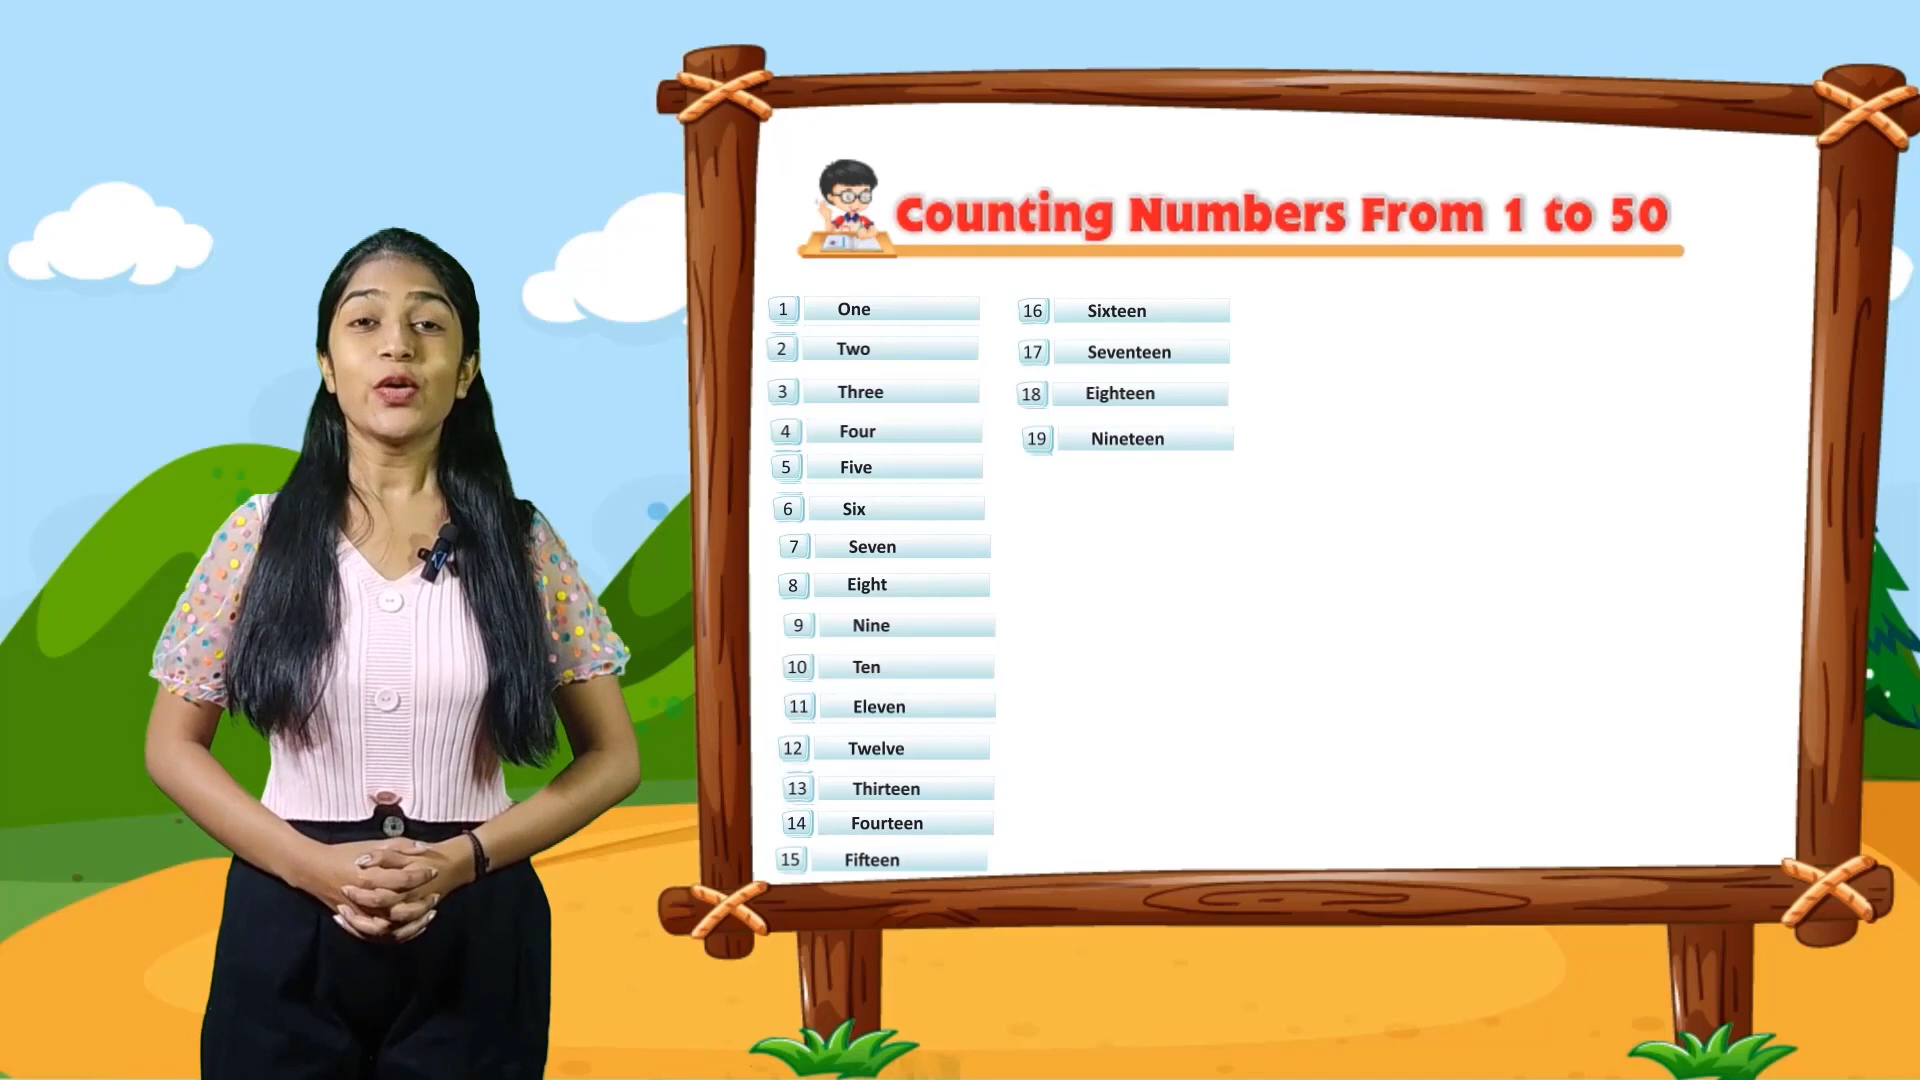 Counting Numbers From 1 to 50
1 One
2 Two
3 Three
4 Four
5 Five
6 Six
7 Seven
8 Eight
9 Nine
10 Ten
11 Eleven
12 Twelve
13 Thirteen
14 Fourteen
15 Fifteen
16 Sixteen
17 Seventeen
18 Eighteen
19 Nineteen